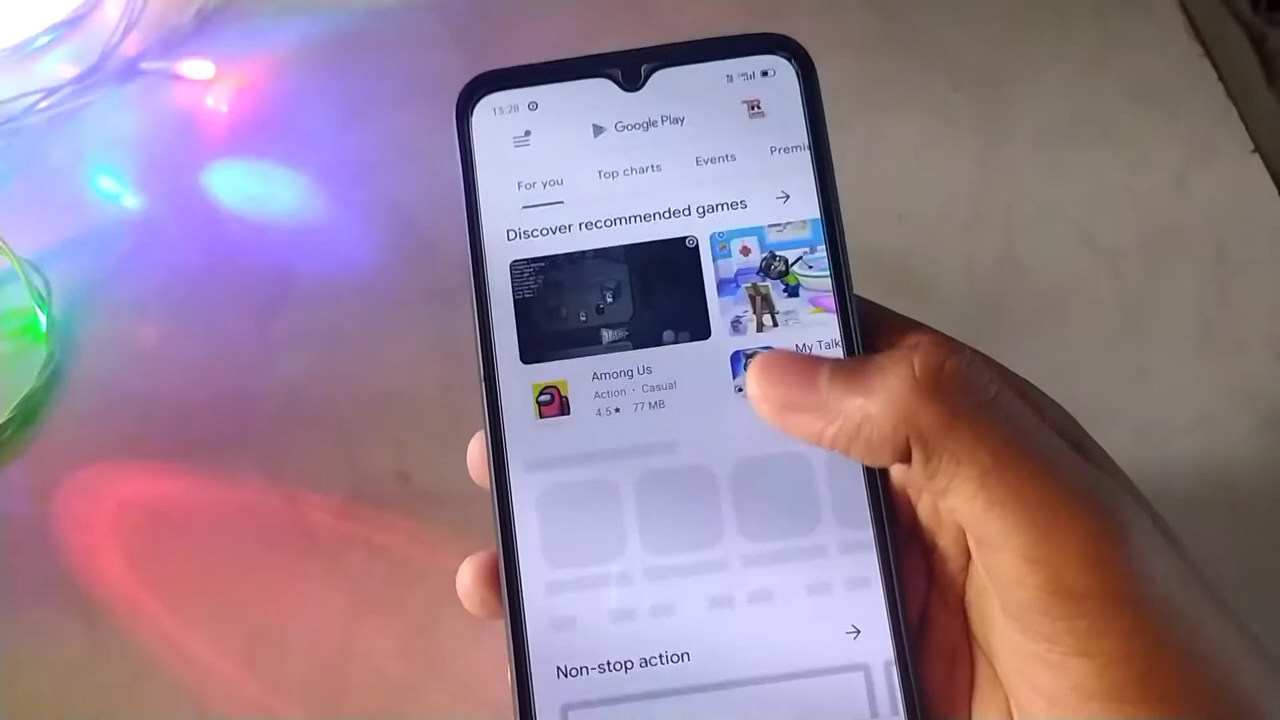 13:28
Google Play
For you
Top charts
Events
Premi
Discover recommended games
Among Us
Action · Casual
4.5★ 77 MB
My Talk
Non-stop action